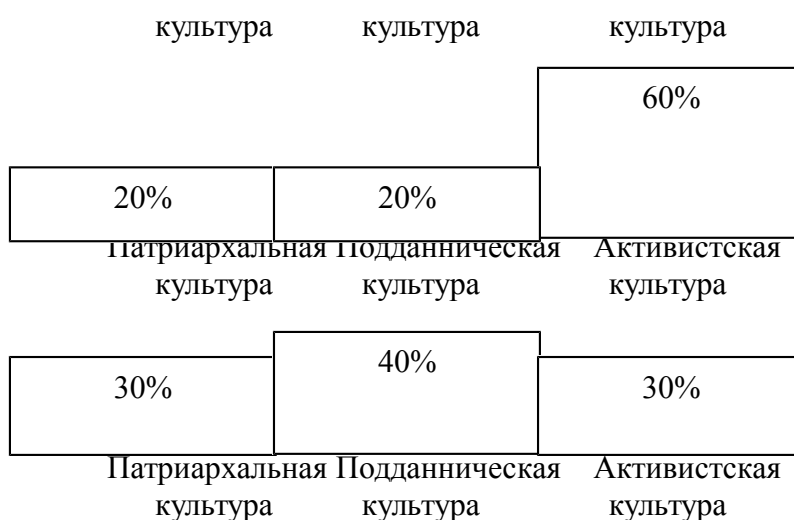 культура культура культура
60%
20% 20%
Патриархальная Подданническая Активистская
культура культура культура
40%
30% 30%
Патриархальная Подданническая Активистская
культура культура культура